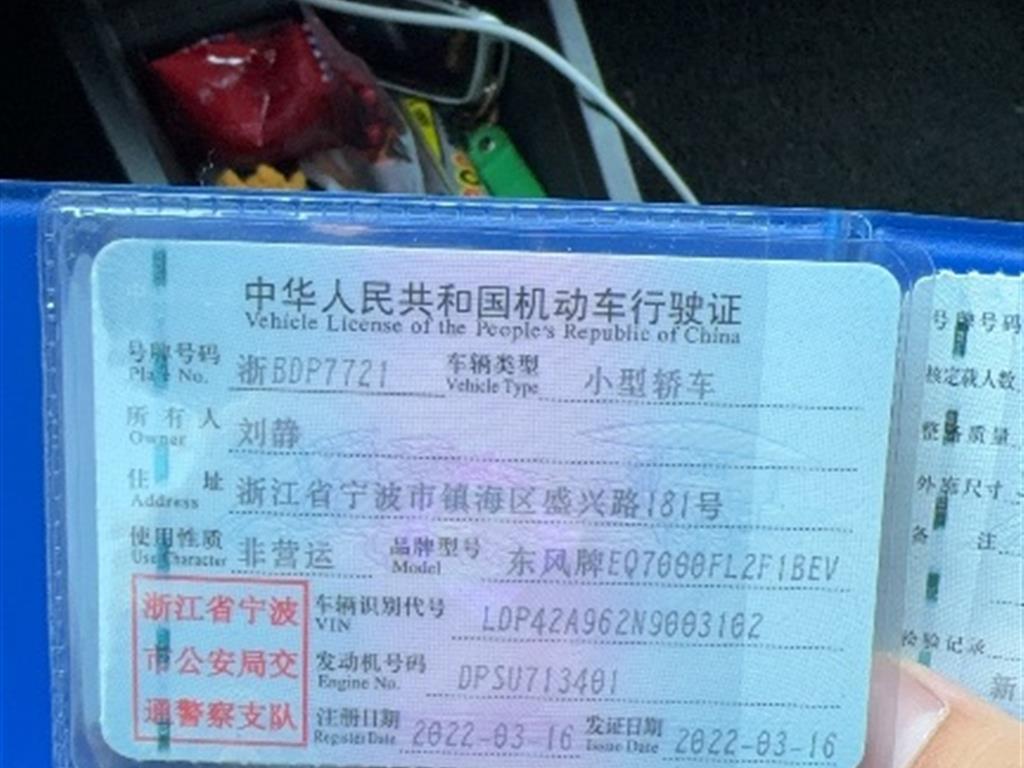 中华人民共和国机动车行驶证
Vehicle License of the People's Republic of China
号牌号码 浙BDP7721 车辆类型 小型轿车
Plate No. Vehicle Type
所有人 刘静
Owner
住址 浙江省宁波市镇海区盛兴路181号
Address
使用性质 非营运 品牌型号 东风牌EQ7000FL2F1BEV
Use Character Model
浙江省宁波
市公安局交
通警察支队
车辆识别代号 LDP42A962N9003102
VIN
发动机号码 DPSU713401
Engine No.
注册日期 2022-03-16 发证日期 2022-03-16
Register Date Issue Date
号牌号码
核定载人数
整备质量
外廓尺寸
备注
检验记录
新